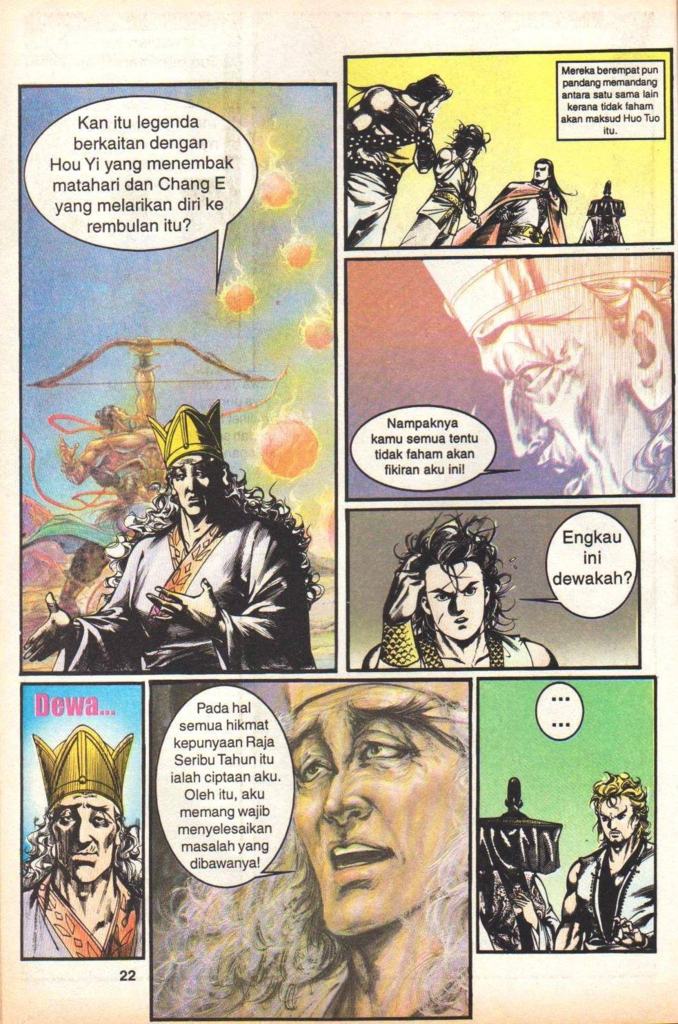 Kan itu legenda
berkaitan dengan
Hou Yi yang menembak
matahari dan Chang E
yang melarikan diri ke
rembulan itu?
Mereka berempat pun
pandang memandang
antara satu sama lain
kerana tidak faham
akan maksud Huo Tuo
itu.
Nampaknya
kamu semua tentu
tidak faham akan
fikiran aku ini!
Engkau
ini
dewakah?
Dewa...
Pada hal
semua hikmat
kepunyaan Raja
Seribu Tahun itu
ialah ciptaan aku.
Oleh itu, aku
memang wajib
menyelesaikan
masalah yang
dibawanya!
...
...
22